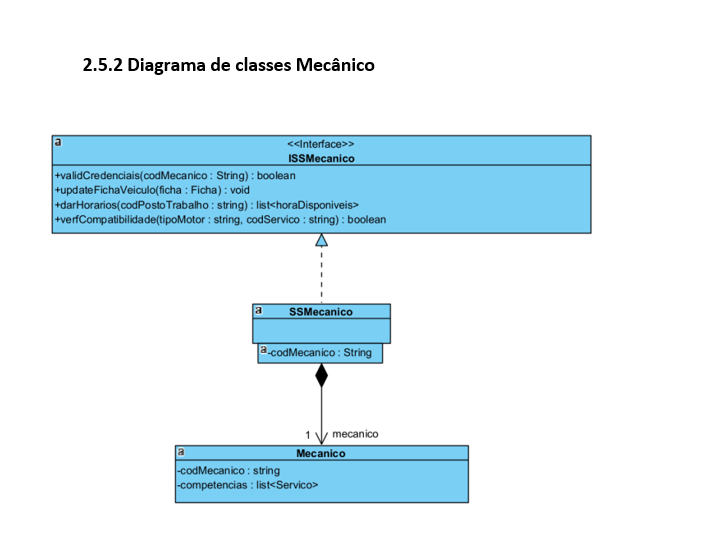 2.5.2 Diagrama de classes Mecânico
a
<<Interface>>
ISSMecanico
+validCredenciais(codMecanico : String) : boolean
+updateFichaVeiculo(ficha : Ficha) : void
+darHorarios(codPostoTrabalho : string) : list<horaDisponiveis>
+verfCompatibilidade(tipoMotor : string, codServico : string) : boolean
a
SSMecanico
a
-codMecanico : String
1 mecanico
a
Mecanico
-codMecanico : string
-competencias : list<Servico>